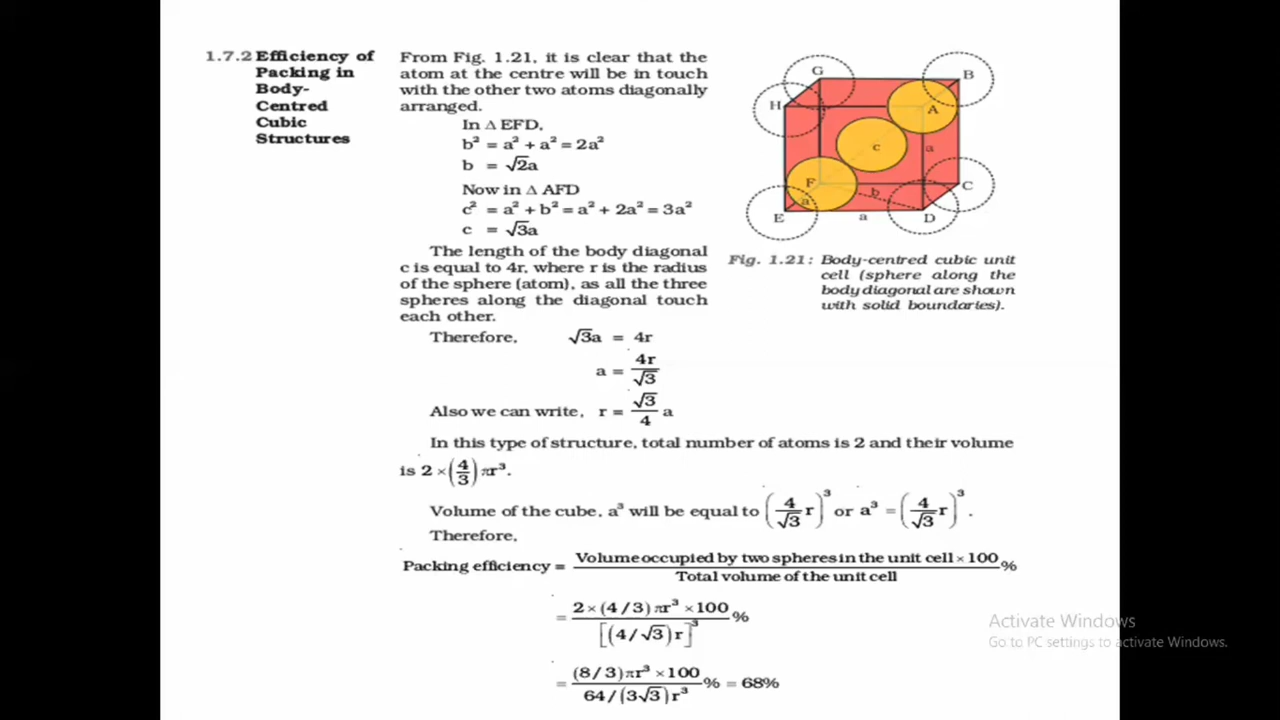 1.7.2 Efficiency of
Packing in
Body-
Centred
Cubic
Structures
From Fig. 1.21, it is clear that the
atom at the centre will be in touch
with the other two atoms diagonally
arranged.
In Δ EFD,
b² = a² + a² = 2a²
b = √2a
Now in Δ AFD
c² = a² + b² = a² + 2a² = 3a²
c = √3a
The length of the body diagonal
c is equal to 4r, where r is the radius
of the sphere (atom), as all the three
spheres along the diagonal touch
each other.
Therefore, √3a = 4r
a = 4r/√3
Also we can write, r = √3/4 a
In this type of structure, total number of atoms is 2 and their volume
is 2 × (4/3) πr³.
Volume of the cube, a³ will be equal to (4/√3 r)³ or a³ = (4/√3 r)³.
Therefore,
Packing efficiency = Volume occupied by two spheres in the unit cell × 100 / Total volume of the unit cell %
= 2 × (4/3) πr³ × 100 / [(4/√3) r]³ %
= (8/3) πr³ × 100 / 64/(3√3) r³ % = 68%
G
B
H
A
c
a
F
C
b
a
E
a
D
Fig. 1.21: Body-centred cubic unit
cell (sphere along the
body diagonal are shown
with solid boundaries).
Activate Windows
Go to PC settings to activate Windows.